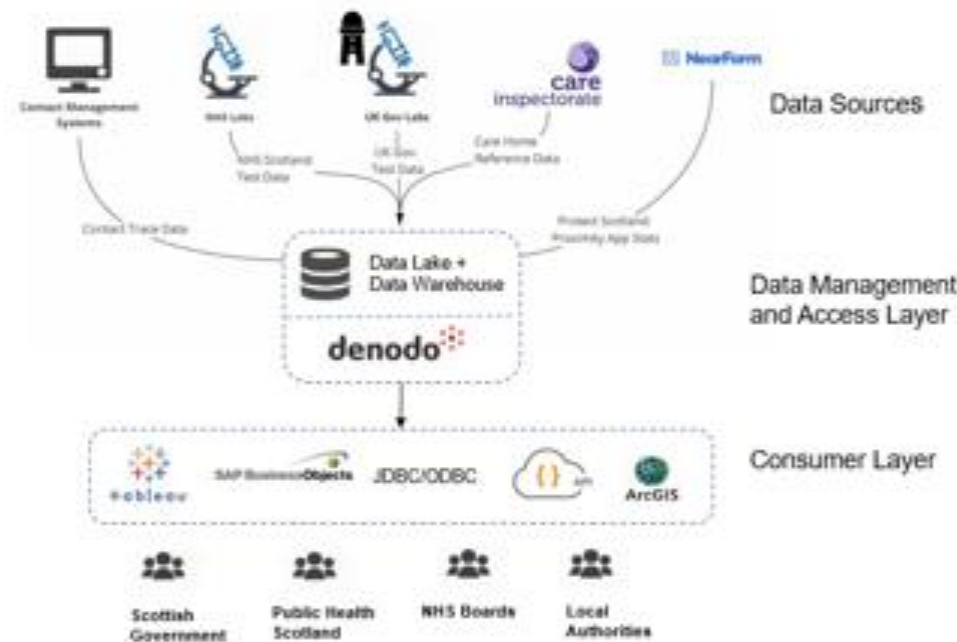 Contact Management
Systems
NHS Labs
UK Gov Labs
care
inspectorate
NearForm
Data Sources
NHS Scotland
Test Data
UK Gov
Test Data
Care Home
Reference Data
Contact Trace Data
Protect Scotland
Proximity App Stats
Data Lake +
Data Warehouse
denodo
Data Management
and Access Layer
Consumer Layer
+ableau
SAP BusinessObjects
JDBC/ODBC
{ }
API
ArcGIS
Scottish
Government
Public Health
Scotland
NHS Boards
Local
Authorities